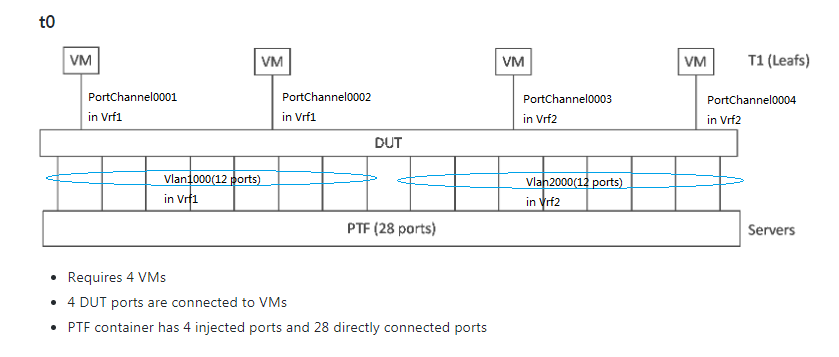 t0
VM
VM
VM
VM
T1 (Leafs)
PortChannel0001
in Vrf1
PortChannel0002
in Vrf1
PortChannel0003
in Vrf2
PortChannel0004
in Vrf2
DUT
Vlan1000(12 ports)
in Vrf1
Vlan2000(12 ports)
in Vrf2
PTF (28 ports)
Servers
• Requires 4 VMs
• 4 DUT ports are connected to VMs
• PTF container has 4 injected ports and 28 directly connected ports